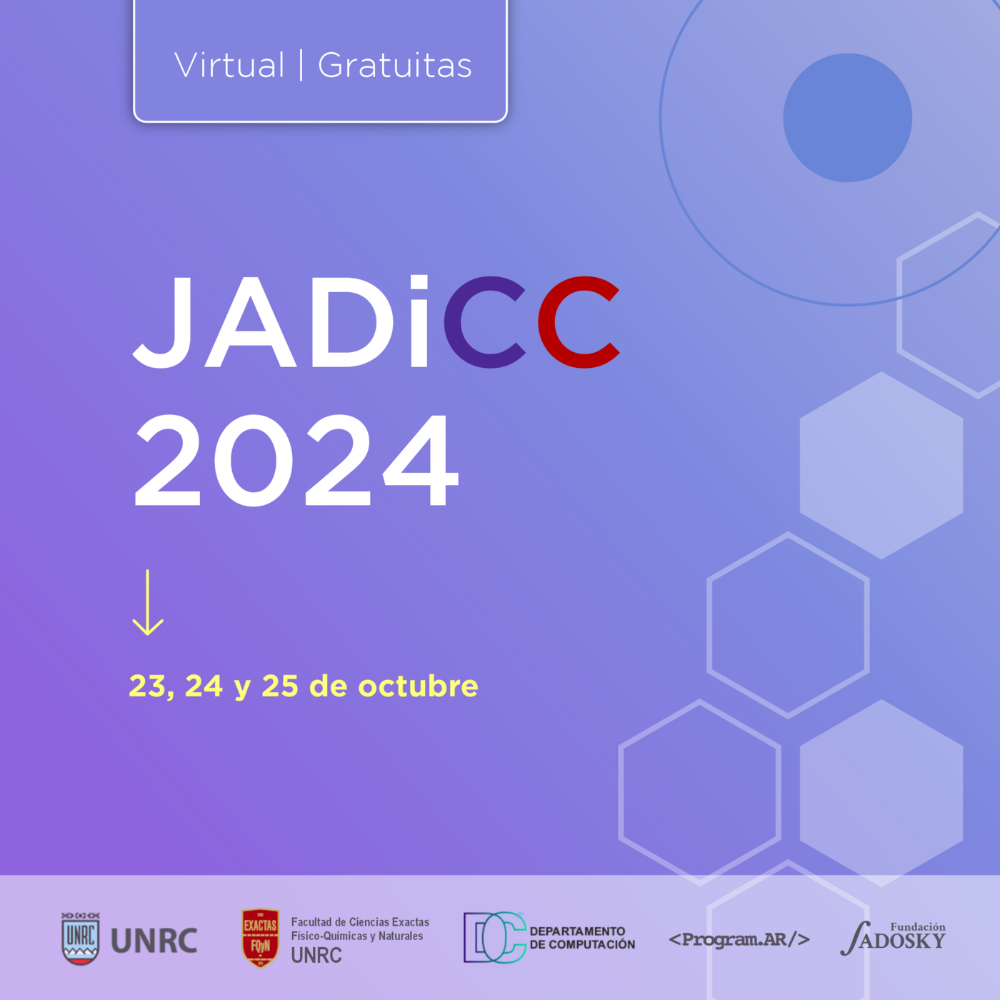 Virtual | Gratuitas
JADiCC
2024
23, 24 y 25 de octubre
UNRC
UNRC
EXACTAS
FQyN
Facultad de Ciencias Exactas
Físico-Químicas y Naturales
UNRC
DC
DEPARTAMENTO
DE COMPUTACIÓN
<Program.AR/>
Fundación
SADOSKY